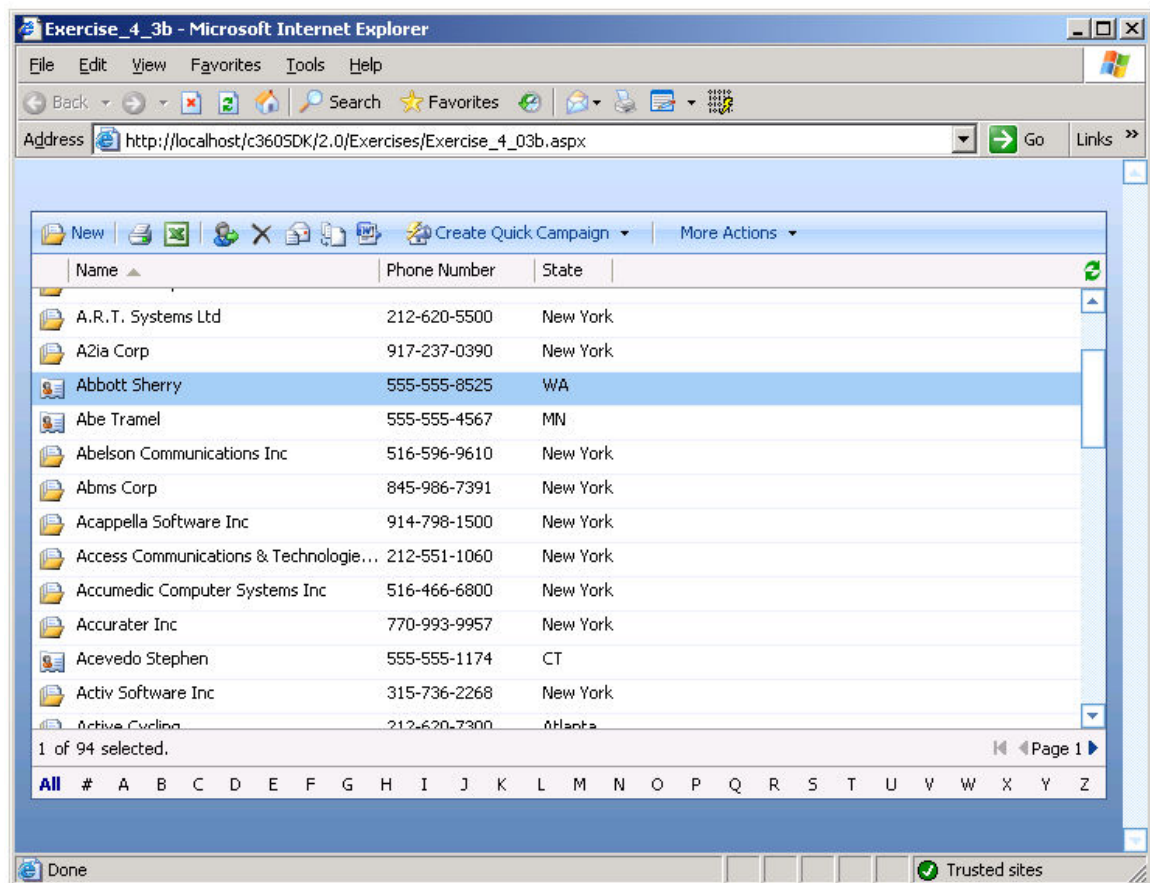 Exercise_4_3b - Microsoft Internet Explorer
File Edit View Favorites Tools Help
Back Search Favorites
Address http://localhost/c360SDK/2.0/Exercises/Exercise_4_03b.aspx Go Links »
New Create Quick Campaign More Actions
Name Phone Number State
A.R.T. Systems Ltd 212-620-5500 New York
A2ia Corp 917-237-0390 New York
Abbott Sherry 555-555-8525 WA
Abe Tramel 555-555-4567 MN
Abelson Communications Inc 516-596-9610 New York
Abms Corp 845-986-7391 New York
Acappella Software Inc 914-798-1500 New York
Access Communications & Technologie... 212-551-1060 New York
Accumedic Computer Systems Inc 516-466-6800 New York
Accurater Inc 770-993-9957 New York
Acevedo Stephen 555-555-1174 CT
Activ Software Inc 315-736-2268 New York
Active Cycling 212-620-7300 Atlanta
1 of 94 selected. Page 1
All # A B C D E F G H I J K L M N O P Q R S T U V W X Y Z
Done Trusted sites